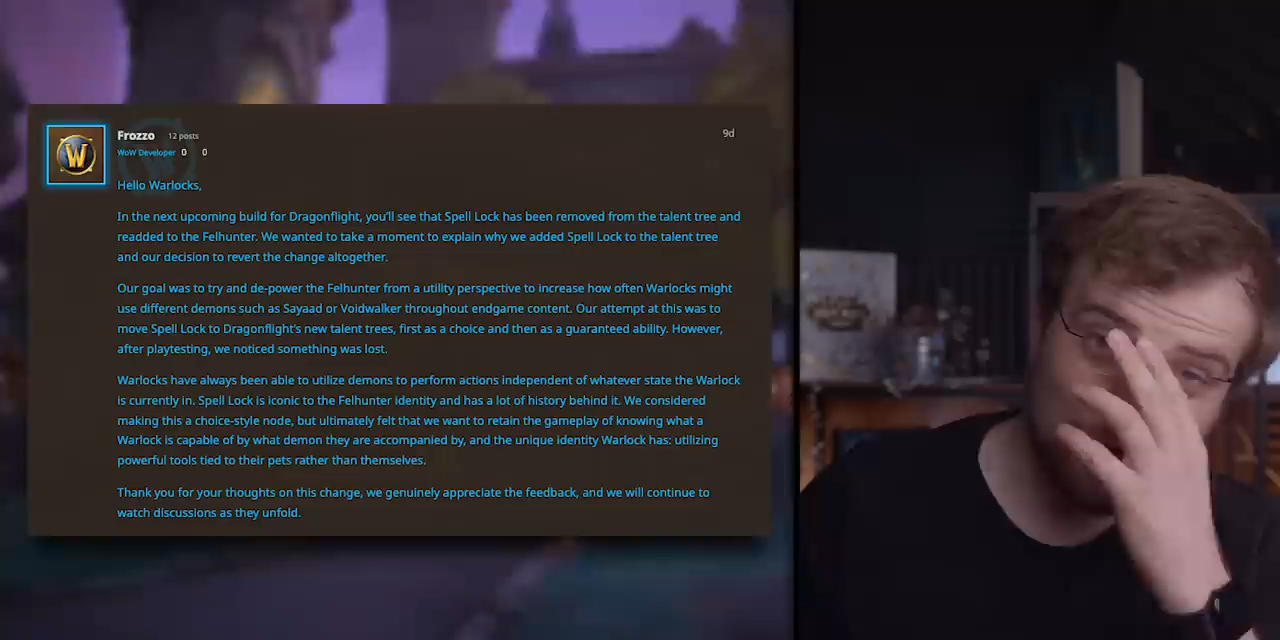 Frozzo 12 posts 9d
WoW Developer 0 0
Hello Warlocks,
In the next upcoming build for Dragonflight, you'll see that Spell Lock has been removed from the talent tree and
readded to the Felhunter. We wanted to take a moment to explain why we added Spell Lock to the talent tree
and our decision to revert the change altogether.
Our goal was to try and de-power the Felhunter from a utility perspective to increase how often Warlocks might
use different demons such as Sayaad or Voidwalker throughout endgame content. Our attempt at this was to
move Spell Lock to Dragonflight's new talent trees, first as a choice and then as a guaranteed ability. However,
after playtesting, we noticed something was lost.
Warlocks have always been able to utilize demons to perform actions independent of whatever state the Warlock
is currently in. Spell Lock is iconic to the Felhunter identity and has a lot of history behind it. We considered
making this a choice-style node, but ultimately felt that we want to retain the gameplay of knowing what a
Warlock is capable of by what demon they are accompanied by, and the unique identity Warlock has: utilizing
powerful tools tied to their pets rather than themselves.
Thank you for your thoughts on this change, we genuinely appreciate the feedback, and we will continue to
watch discussions as they unfold.